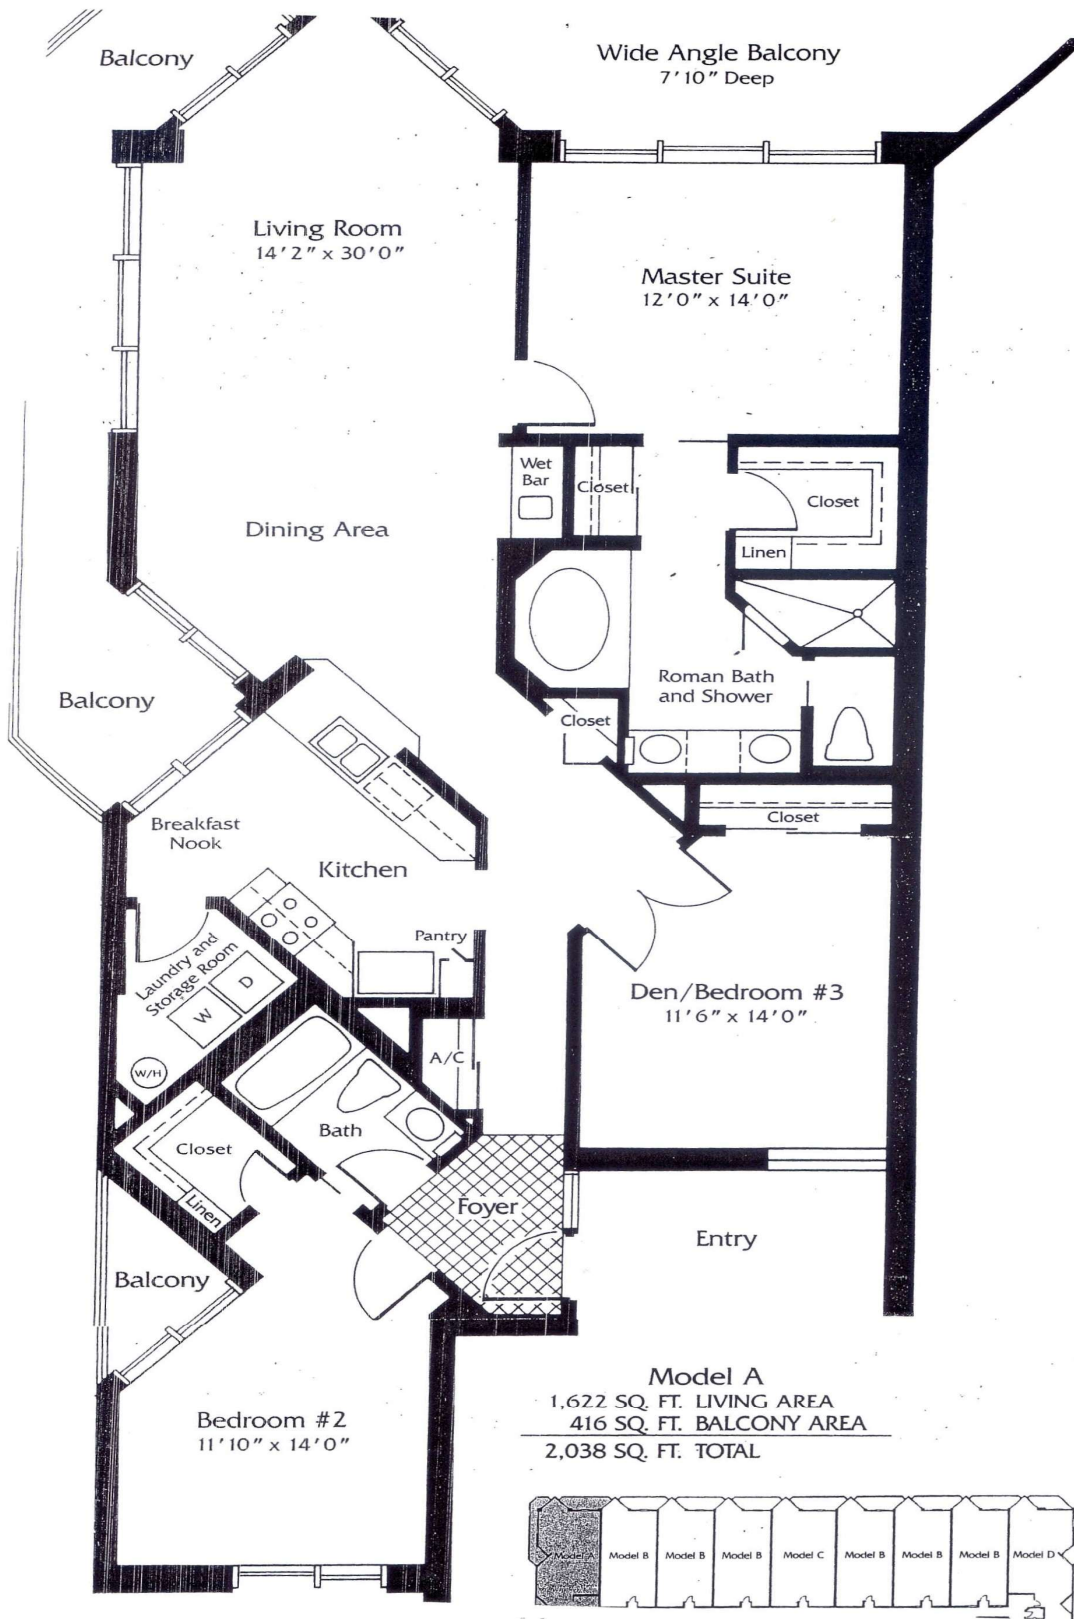 Balcony
Wide Angle Balcony
7'10" Deep
Living Room
14'2" x 30'0"
Master Suite
12'0" x 14'0"
Wet
Bar
Closet
Closet
Linen
Dining Area
Balcony
Roman Bath
and Shower
Closet
Closet
Breakfast
Nook
Kitchen
Pantry
Laundry and
Storage Room
D
W
W/H
A/C
Den/Bedroom #3
11'6" x 14'0"
Bath
Closet
Linen
Foyer
Entry
Balcony
Bedroom #2
11'10" x 14'0"
Model A
1,622 SQ. FT. LIVING AREA
416 SQ. FT. BALCONY AREA
2,038 SQ. FT. TOTAL
Model A Model B Model B Model B Model C Model B Model B Model B Model D